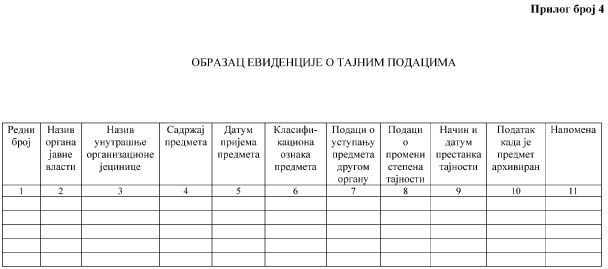 Прилог број 4
ОБРАЗАЦ ЕВИДЕНЦИЈЕ О ТАЈНИМ ПОДАЦИМА
Редни број
Назив органа јавне власти
Назив унутрашње организационе јецинице
Садржај предмета
Датум пријема предмета
Класифи-кациона ознака предмета
Подаци о уступању предмета другом органу
Подаци о промени степена тајности
Начин и датум престанка тајности
Податак када је предмет архивиран
Напомена
1 2 3 4 5 6 7 8 9 10 11